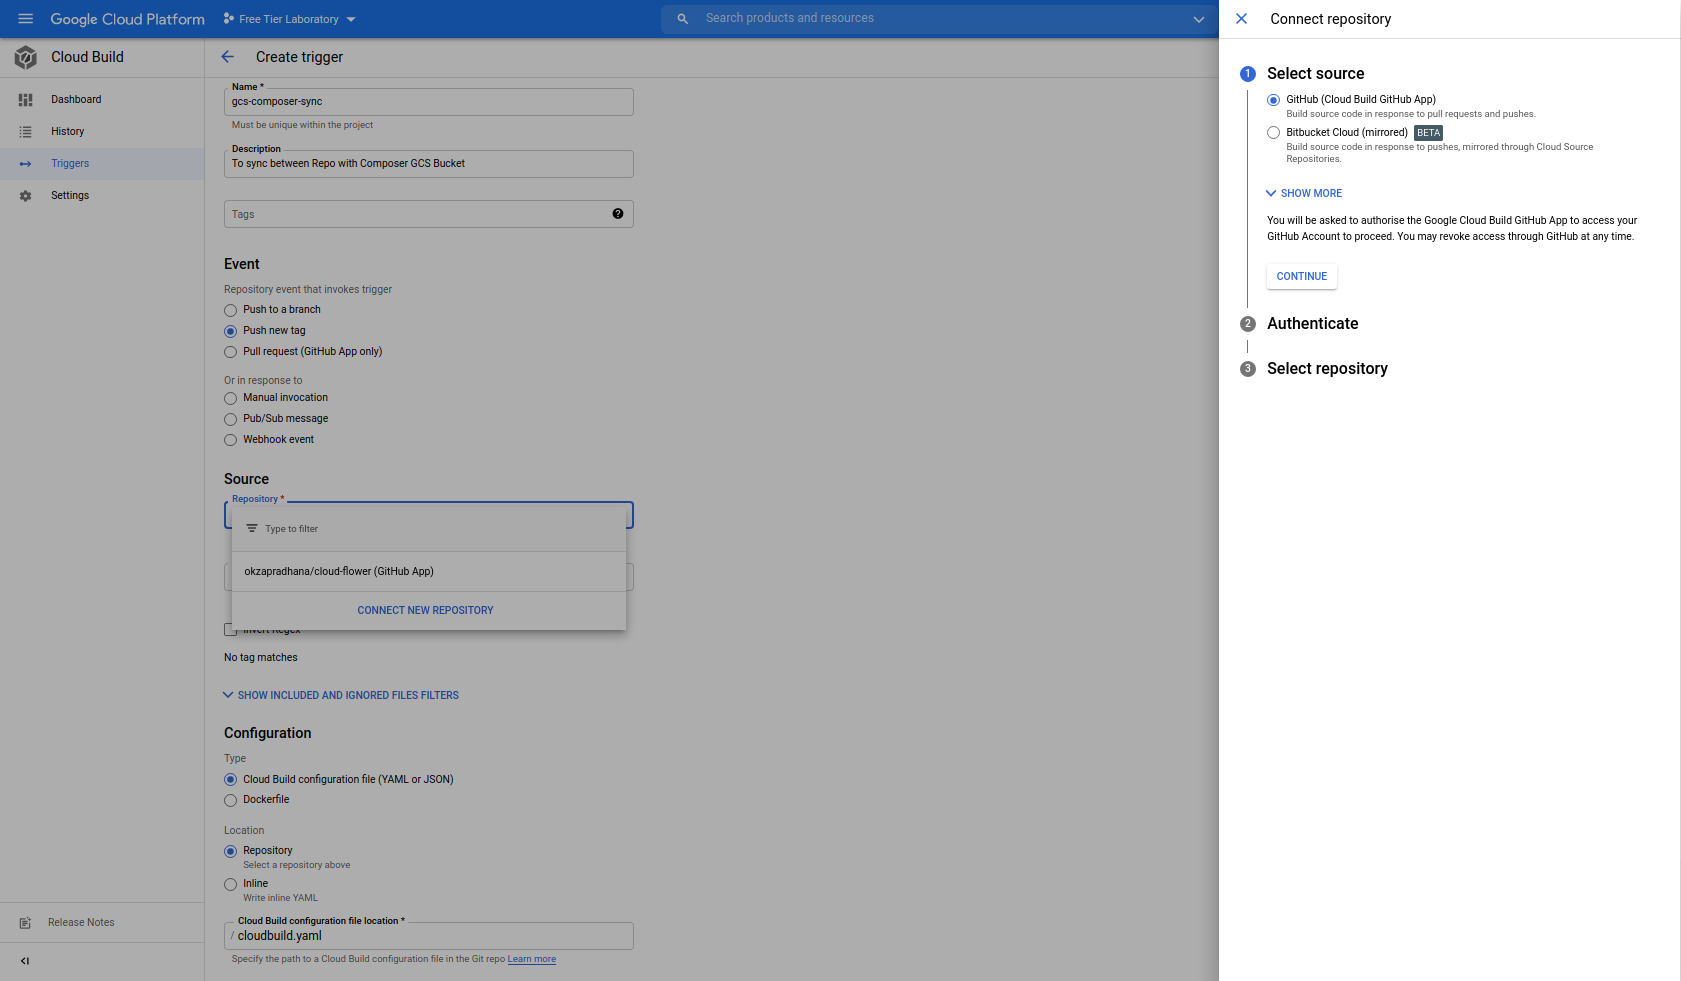 Google Cloud Platform
Free Tier Laboratory
Search products and resources
Cloud Build
Dashboard
History
Triggers
Settings
Release Notes
Create trigger
Name *
gcs-composer-sync
Must be unique within the project
Description
To sync between Repo with Composer GCS Bucket
Tags
?
Event
Repository event that invokes trigger
Push to a branch
Push new tag
Pull request (GitHub App only)
Or in response to
Manual invocation
Pub/Sub message
Webhook event
Source
Repository *
Type to filter
okzapradhana/cloud-flower (GitHub App)
CONNECT NEW REPOSITORY
Invert Regex
No tag matches
SHOW INCLUDED AND IGNORED FILES FILTERS
Configuration
Type
Cloud Build configuration file (YAML or JSON)
Dockerfile
Location
Repository
Select a repository above
Inline
Write inline YAML
Cloud Build configuration file location *
/ cloudbuild.yaml
Specify the path to a Cloud Build configuration file in the Git repo Learn more
Connect repository
1 Select source
GitHub (Cloud Build GitHub App)
Build source code in response to pull requests and pushes.
Bitbucket Cloud (mirrored) BETA
Build source code in response to pushes, mirrored through Cloud Source
Repositories.
SHOW MORE
You will be asked to authorise the Google Cloud Build GitHub App to access your
GitHub Account to proceed. You may revoke access through GitHub at any time.
CONTINUE
2 Authenticate
3 Select repository